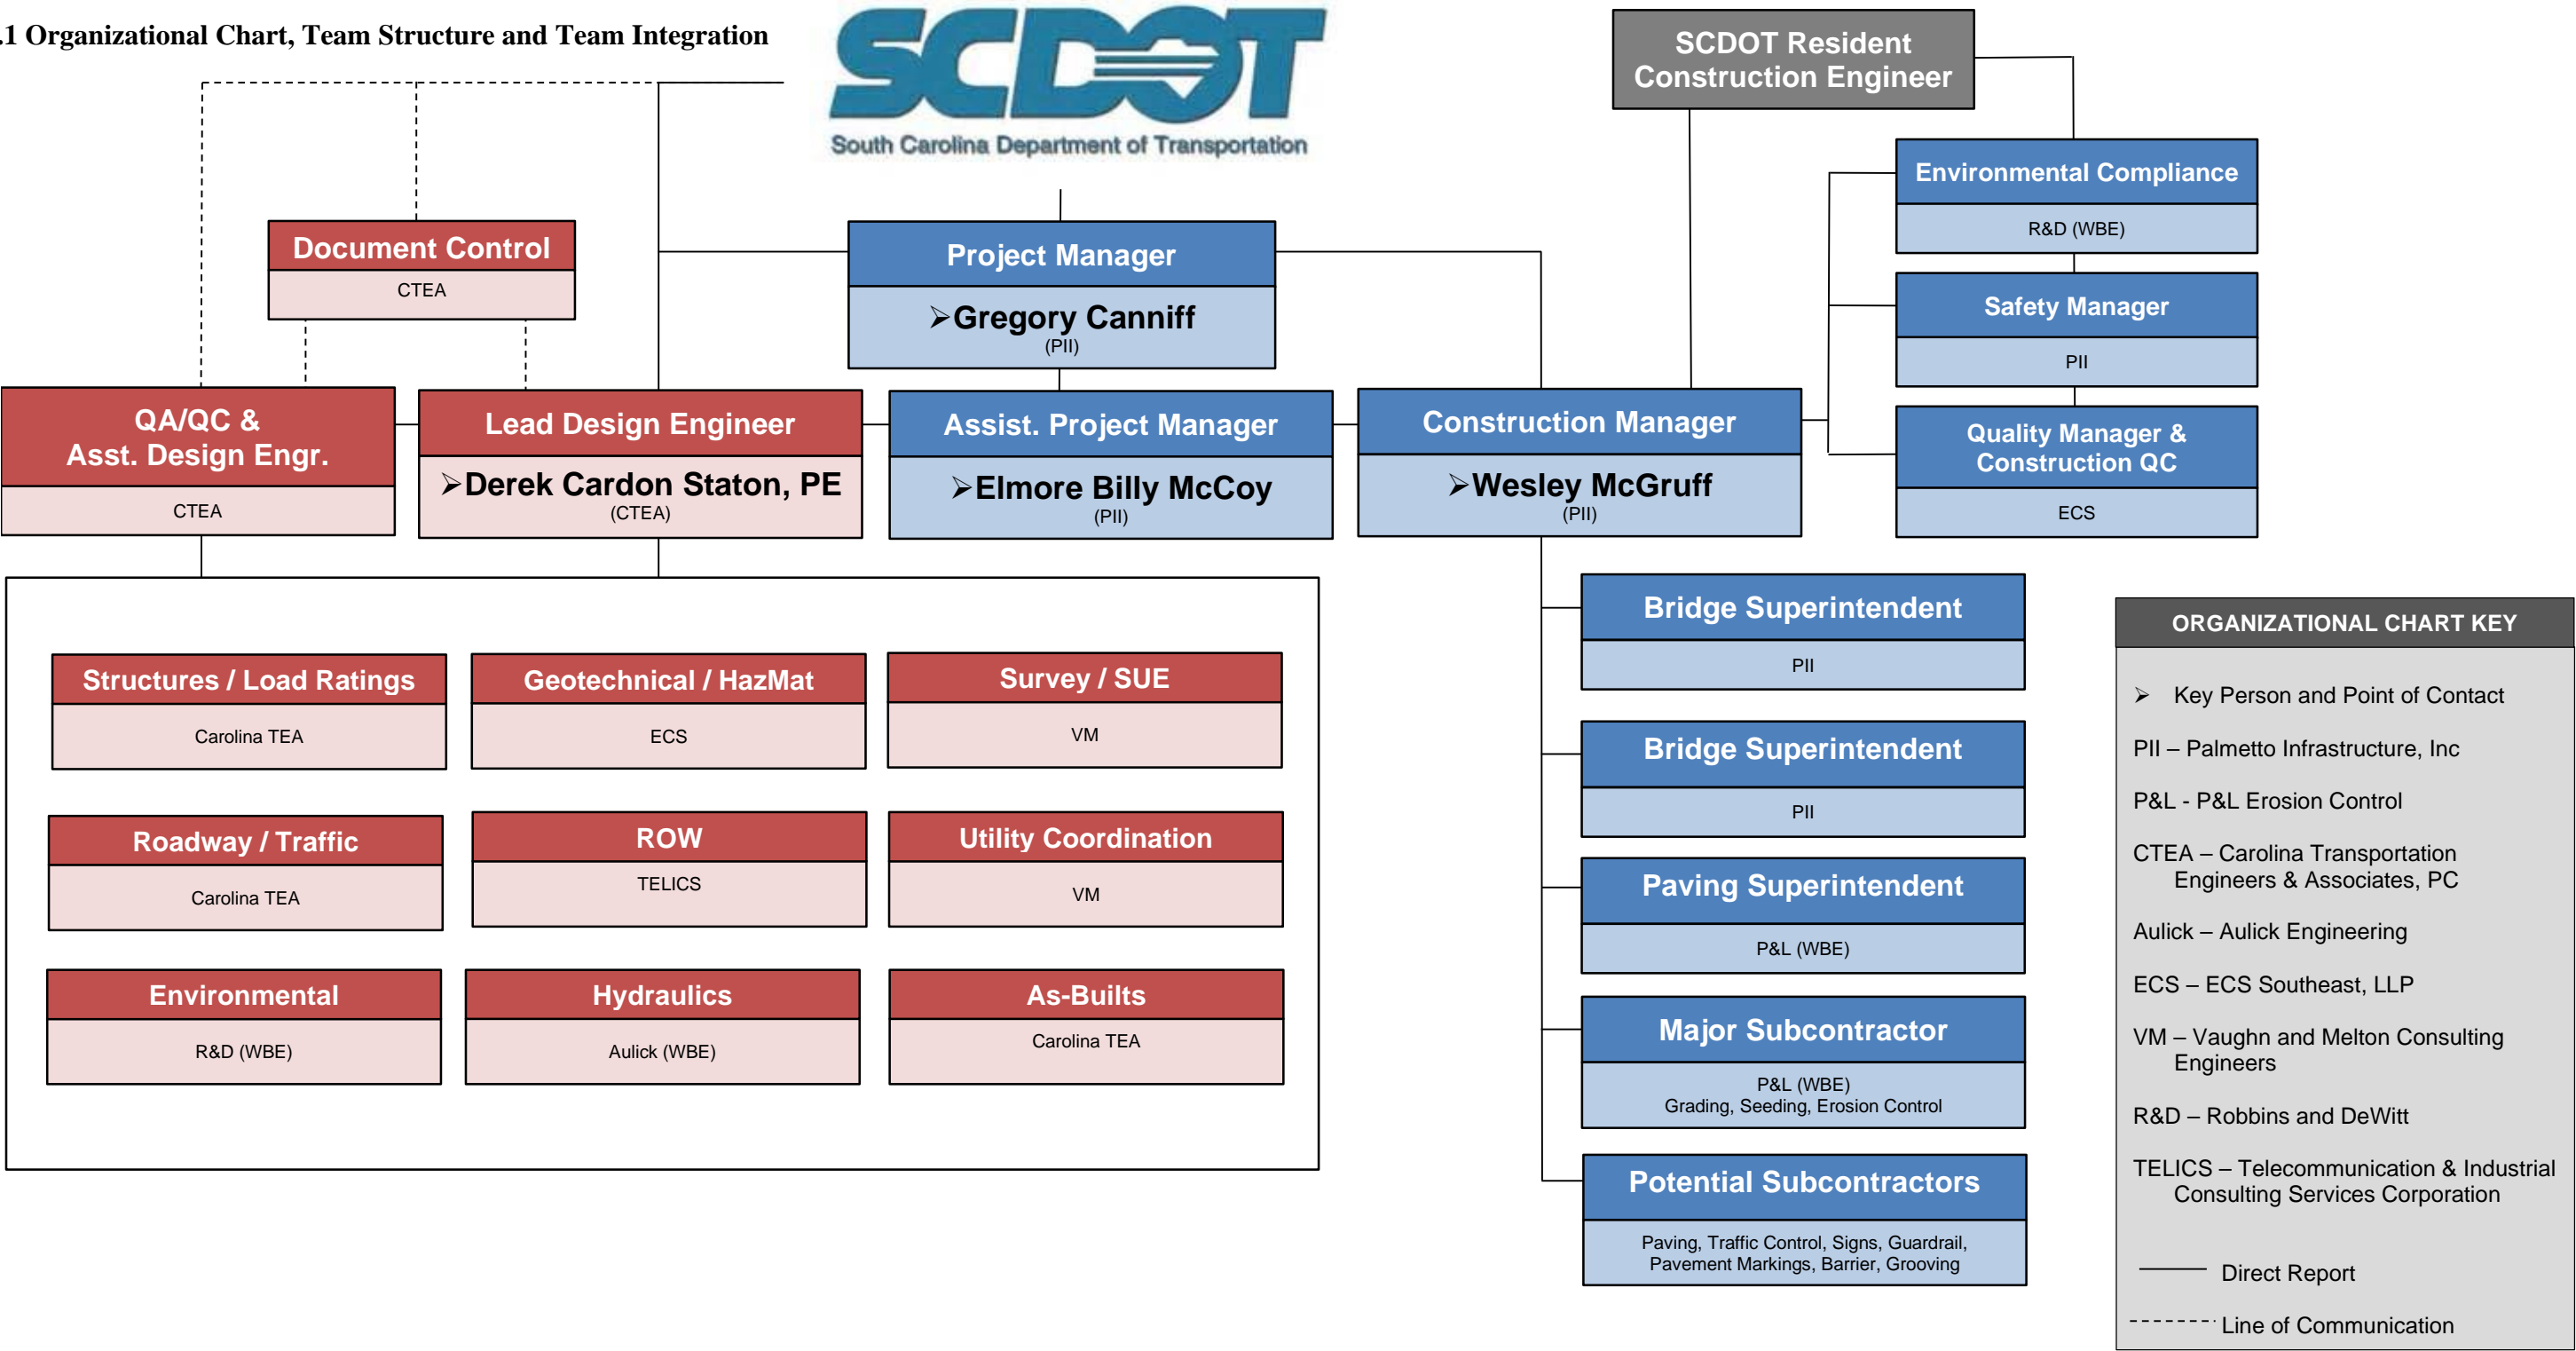 .1 Organizational Chart, Team Structure and Team Integration
SCDOT
South Carolina Department of Transportation
SCDOT Resident
Construction Engineer
Environmental Compliance
R&D (WBE)
Document Control
CTEA
Project Manager
➢Gregory Canniff
(PII)
Safety Manager
PII
QA/QC &
Asst. Design Engr.
CTEA
Lead Design Engineer
➢Derek Cardon Staton, PE
(CTEA)
Assist. Project Manager
➢Elmore Billy McCoy
(PII)
Construction Manager
➢Wesley McGruff
(PII)
Quality Manager &
Construction QC
ECS
Structures / Load Ratings
Carolina TEA
Geotechnical / HazMat
ECS
Survey / SUE
VM
Roadway / Traffic
Carolina TEA
ROW
TELICS
Utility Coordination
VM
Environmental
R&D (WBE)
Hydraulics
Aulick (WBE)
As-Builts
Carolina TEA
Bridge Superintendent
PII
Bridge Superintendent
PII
Paving Superintendent
P&L (WBE)
Major Subcontractor
P&L (WBE)
Grading, Seeding, Erosion Control
Potential Subcontractors
Paving, Traffic Control, Signs, Guardrail,
Pavement Markings, Barrier, Grooving
ORGANIZATIONAL CHART KEY
➢ Key Person and Point of Contact
PII – Palmetto Infrastructure, Inc
P&L - P&L Erosion Control
CTEA – Carolina Transportation
Engineers & Associates, PC
Aulick – Aulick Engineering
ECS – ECS Southeast, LLP
VM – Vaughn and Melton Consulting
Engineers
R&D – Robbins and DeWitt
TELICS – Telecommunication & Industrial
Consulting Services Corporation
Direct Report
Line of Communication